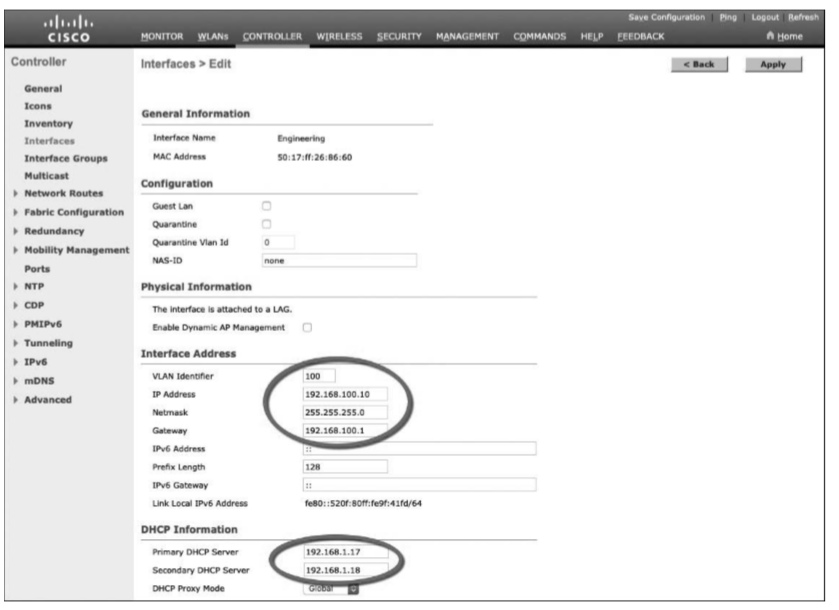 Save Configuration | Ping | Logout | Refresh
CISCO
MONITOR WLANs CONTROLLER WIRELESS SECURITY MANAGEMENT COMMANDS HELP FEEDBACK Home
Controller
General
Icons
Inventory
Interfaces
Interface Groups
Multicast
Network Routes
Fabric Configuration
Redundancy
Mobility Management
Ports
NTP
CDP
PMIPv6
Tunneling
IPv6
mDNS
Advanced
Interfaces > Edit
< Back
Apply
General Information
Interface Name Engineering
MAC Address 50:17:ff:26:86:60
Configuration
Guest Lan
Quarantine
Quarantine Vlan Id 0
NAS-ID none
Physical Information
The interface is attached to a LAG.
Enable Dynamic AP Management
Interface Address
VLAN Identifier 100
IP Address 192.168.100.10
Netmask 255.255.255.0
Gateway 192.168.100.1
IPv6 Address ::
Prefix Length 128
IPv6 Gateway ::
Link Local IPv6 Address fe80::520f:80ff:fe9f:41fd/64
DHCP Information
Primary DHCP Server 192.168.1.17
Secondary DHCP Server 192.168.1.18
DHCP Proxy Mode Global